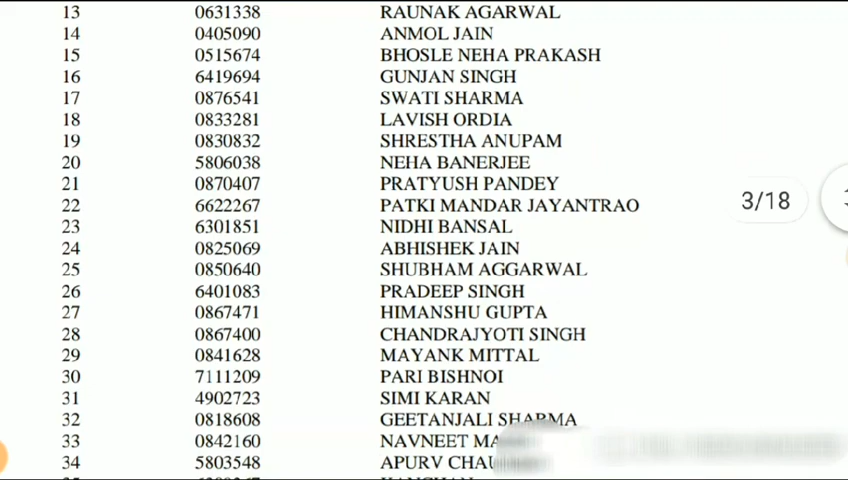 13 0631338 RAUNAK AGARWAL
14 0405090 ANMOL JAIN
15 0515674 BHOSLE NEHA PRAKASH
16 6419694 GUNJAN SINGH
17 0876541 SWATI SHARMA
18 0833281 LAVISH ORDIA
19 0830832 SHRESTHA ANUPAM
20 5806038 NEHA BANERJEE
21 0870407 PRATYUSH PANDEY
22 6622267 PATKI MANDAR JAYANTRAO
3/18
23 6301851 NIDHI BANSAL
24 0825069 ABHISHEK JAIN
25 0850640 SHUBHAM AGGARWAL
26 6401083 PRADEEP SINGH
27 0867471 HIMANSHU GUPTA
28 0867400 CHANDRAJYOTI SINGH
29 0841628 MAYANK MITTAL
30 7111209 PARI BISHNOI
31 4902723 SIMI KARAN
32 0818608 GEETANJALI SHARMA
33 0842160 NAVNEET
34 5803548 APURV